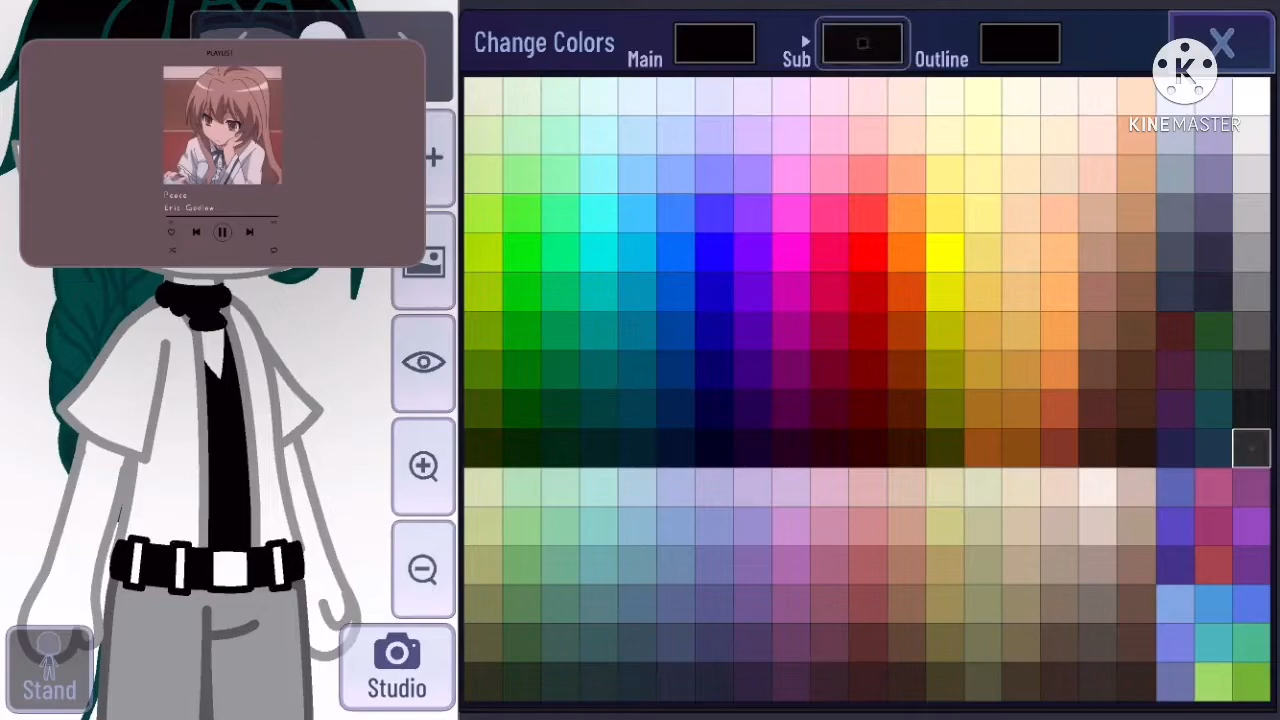 PLAYLIST
Peace
Eric Godlow
Change Colors
Main
Sub
Outline
X
K
KINEMASTER
Stand
Studio